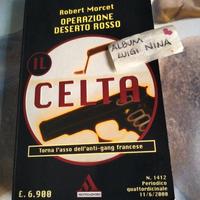 Robert Morcet
OPERAZIONE
DESERTO ROSSO
ALBUM
LUIGI NINA
IL
CELTA
Torna l'asso dell'anti-gang francese
N. 1412
Periodico
quattordicinale
11/6/2000
£. 6.900
MONDADORI